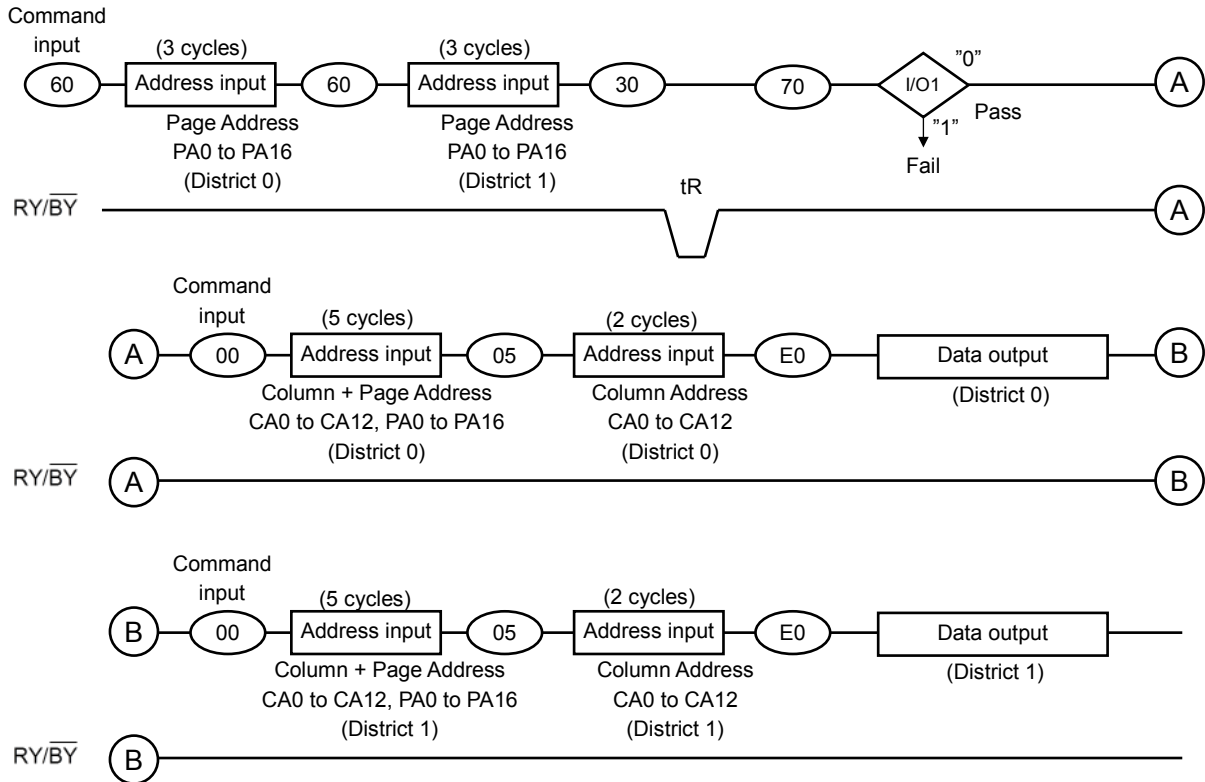 Command
input
(3 cycles)
(3 cycles)
"0"
60
Address input
60
Address input
30
70
I/O1
A
Page Address
PA0 to PA16
(District 0)
Page Address
PA0 to PA16
(District 1)
"1"
Pass
Fail
tR
RY/BY
A
Command
input
(5 cycles)
(2 cycles)
A
00
Address input
05
Address input
E0
Data output
B
Column + Page Address
CA0 to CA12, PA0 to PA16
(District 0)
Column Address
CA0 to CA12
(District 0)
(District 0)
RY/BY
A
B
Command
input
(5 cycles)
(2 cycles)
B
00
Address input
05
Address input
E0
Data output
Column + Page Address
CA0 to CA12, PA0 to PA16
(District 1)
Column Address
CA0 to CA12
(District 1)
(District 1)
RY/BY
B